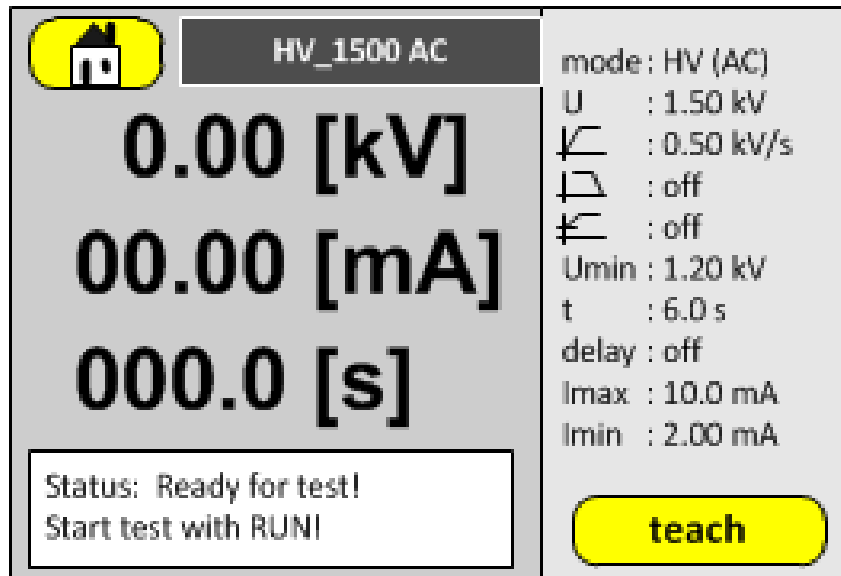 HV_1500 AC
0.00 [kV]
00.00 [mA]
000.0 [s]
Status: Ready for test!
Start test with RUN!
mode : HV (AC)
U : 1.50 kV
: 0.50 kV/s
: off
: off
Umin : 1.20 kV
t : 6.0 s
delay : off
Imax : 10.0 mA
Imin : 2.00 mA
teach